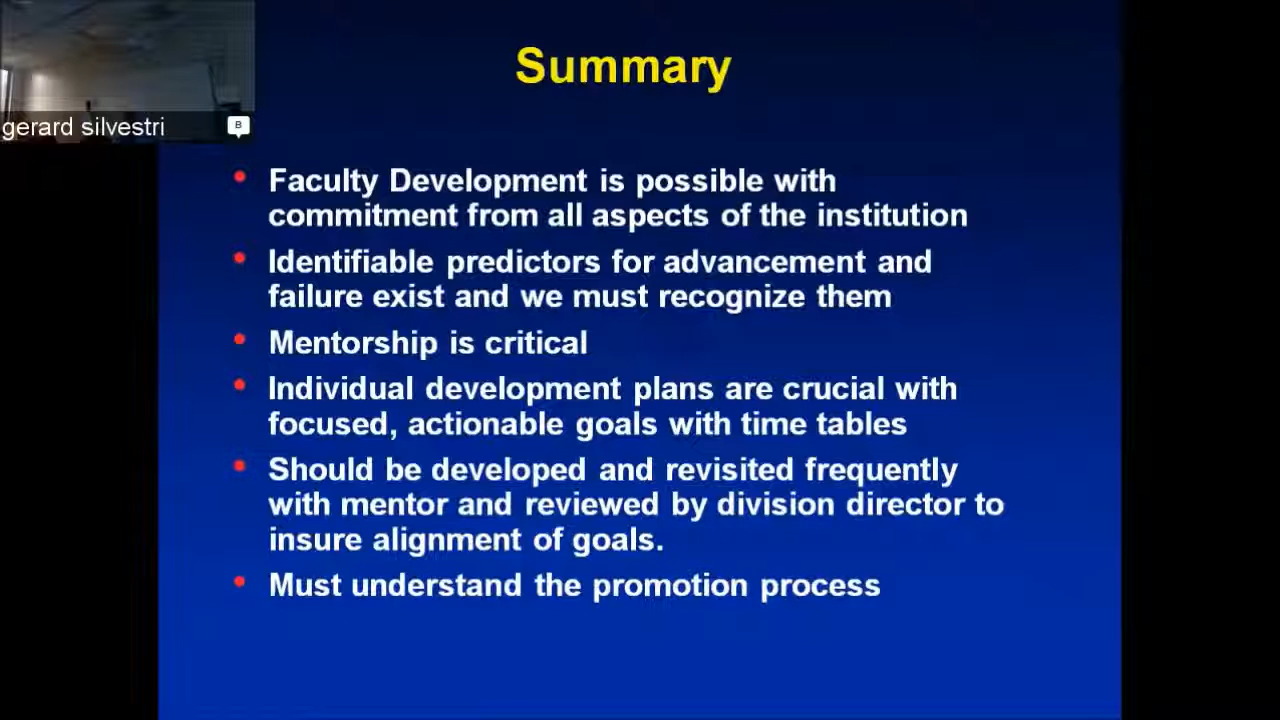 Summary
gerard silvestri
B
• Faculty Development is possible with
commitment from all aspects of the institution
• Identifiable predictors for advancement and
failure exist and we must recognize them
• Mentorship is critical
• Individual development plans are crucial with
focused, actionable goals with time tables
• Should be developed and revisited frequently
with mentor and reviewed by division director to
insure alignment of goals.
• Must understand the promotion process